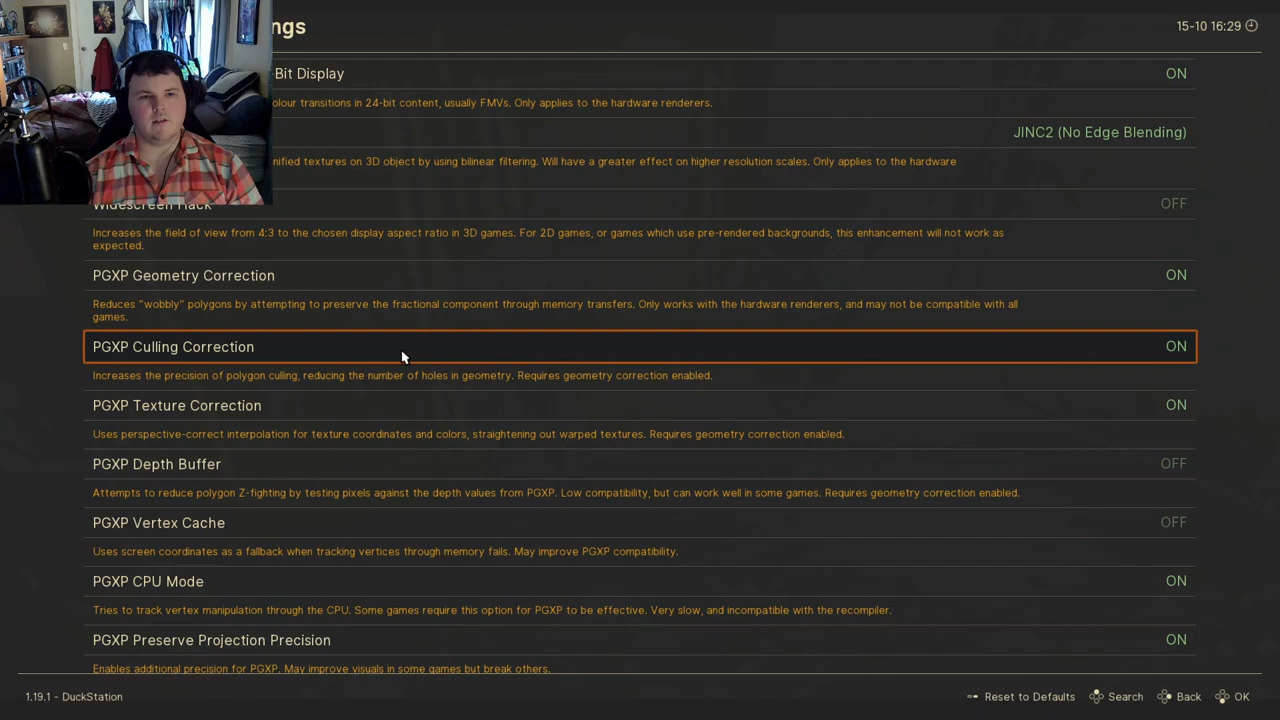 ngs
15-10 16:29
Bit Display
ON
olour transitions in 24-bit content, usually FMVs. Only applies to the hardware renderers.
JINC2 (No Edge Blending)
nified textures on 3D object by using bilinear filtering. Will have a greater effect on higher resolution scales. Only applies to the hardware
Widescreen Hack
OFF
Increases the field of view from 4:3 to the chosen display aspect ratio in 3D games. For 2D games, or games which use pre-rendered backgrounds, this enhancement will not work as
expected.
PGXP Geometry Correction
ON
Reduces "wobbly" polygons by attempting to preserve the fractional component through memory transfers. Only works with the hardware renderers, and may not be compatible with all
games.
PGXP Culling Correction
ON
Increases the precision of polygon culling, reducing the number of holes in geometry. Requires geometry correction enabled.
PGXP Texture Correction
ON
Uses perspective-correct interpolation for texture coordinates and colors, straightening out warped textures. Requires geometry correction enabled.
PGXP Depth Buffer
OFF
Attempts to reduce polygon Z-fighting by testing pixels against the depth values from PGXP. Low compatibility, but can work well in some games. Requires geometry correction enabled.
PGXP Vertex Cache
OFF
Uses screen coordinates as a fallback when tracking vertices through memory fails. May improve PGXP compatibility.
PGXP CPU Mode
ON
Tries to track vertex manipulation through the CPU. Some games require this option for PGXP to be effective. Very slow, and incompatible with the recompiler.
PGXP Preserve Projection Precision
ON
Enables additional precision for PGXP. May improve visuals in some games but break others.
1.19.1 - DuckStation
Reset to Defaults
Search
Back
OK